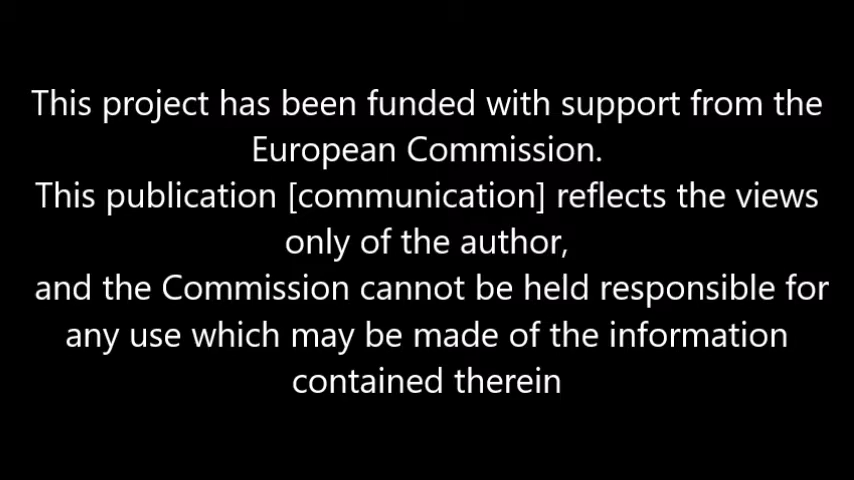 This project has been funded with support from the
European Commission.
This publication [communication] reflects the views
only of the author,
and the Commission cannot be held responsible for
any use which may be made of the information
contained therein